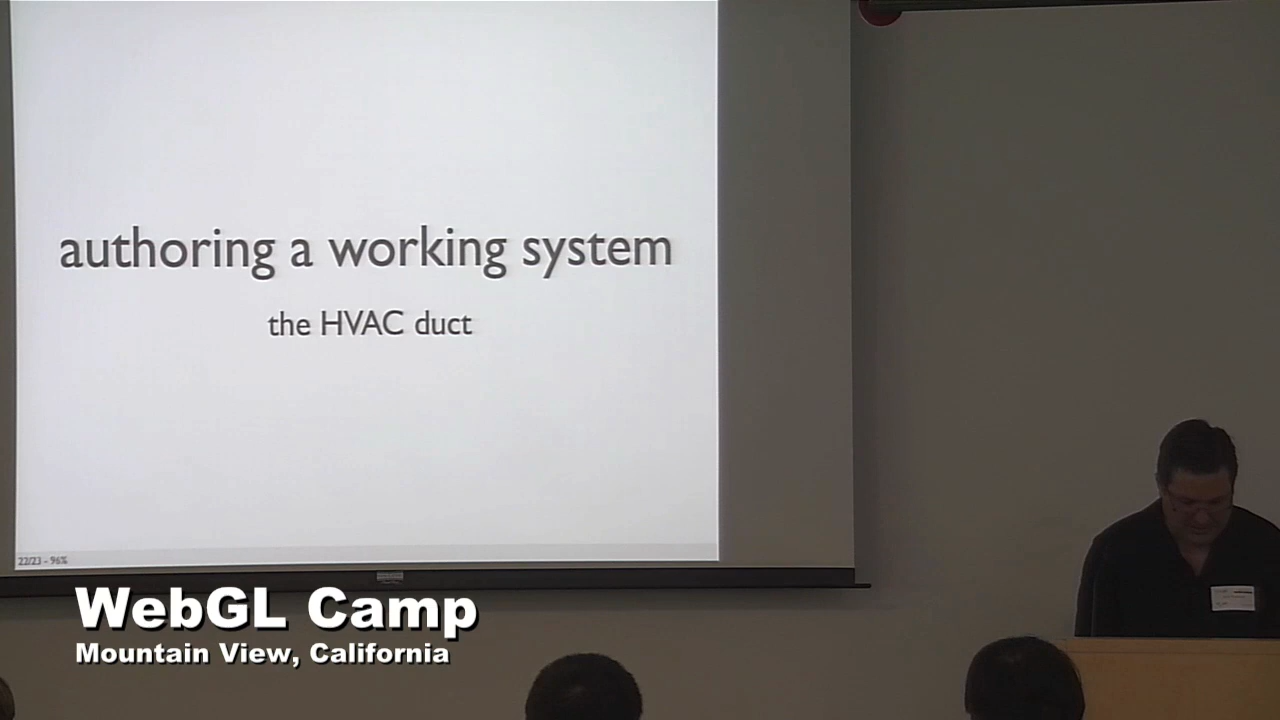 authoring a working system
the HVAC duct
22/23 - 96%
WebGL Camp
Mountain View, California